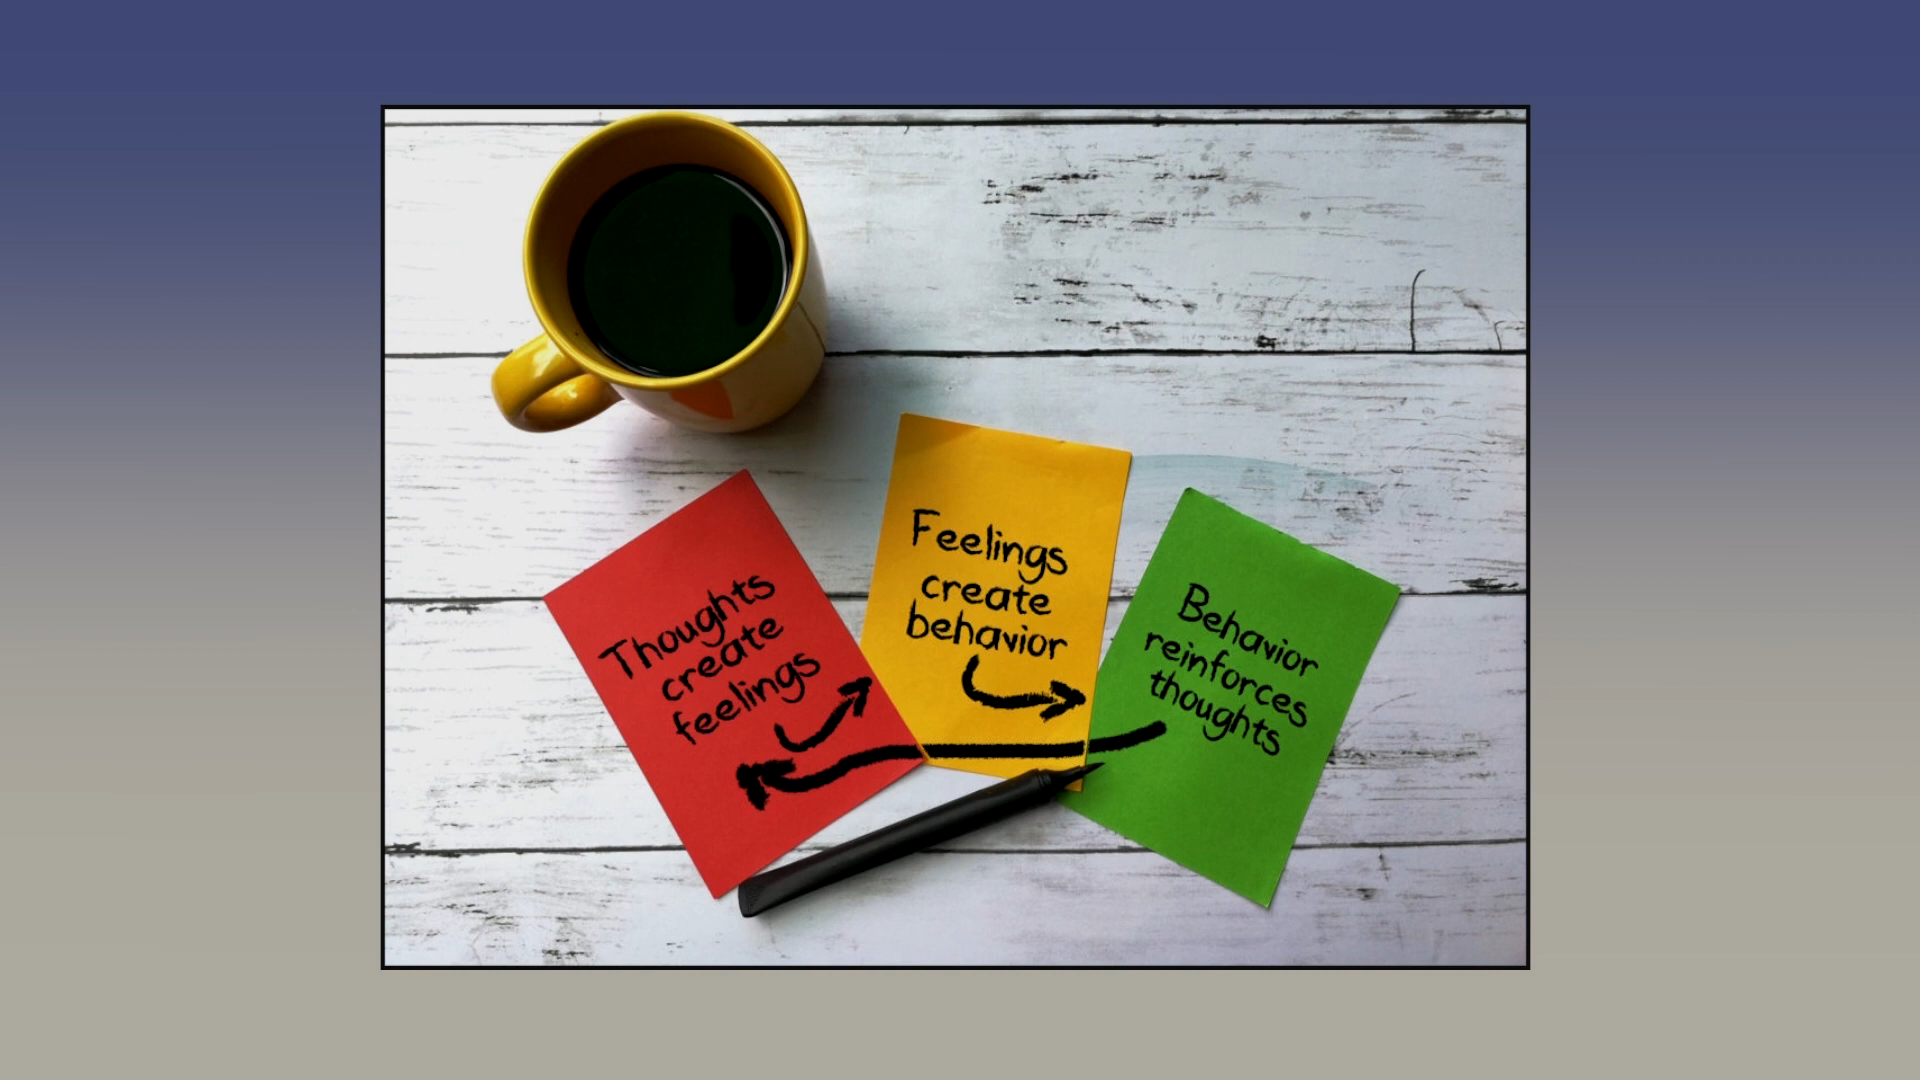 Thoughts
create
feelings
Feelings
create
behavior
Behavior
reinforces
thoughts